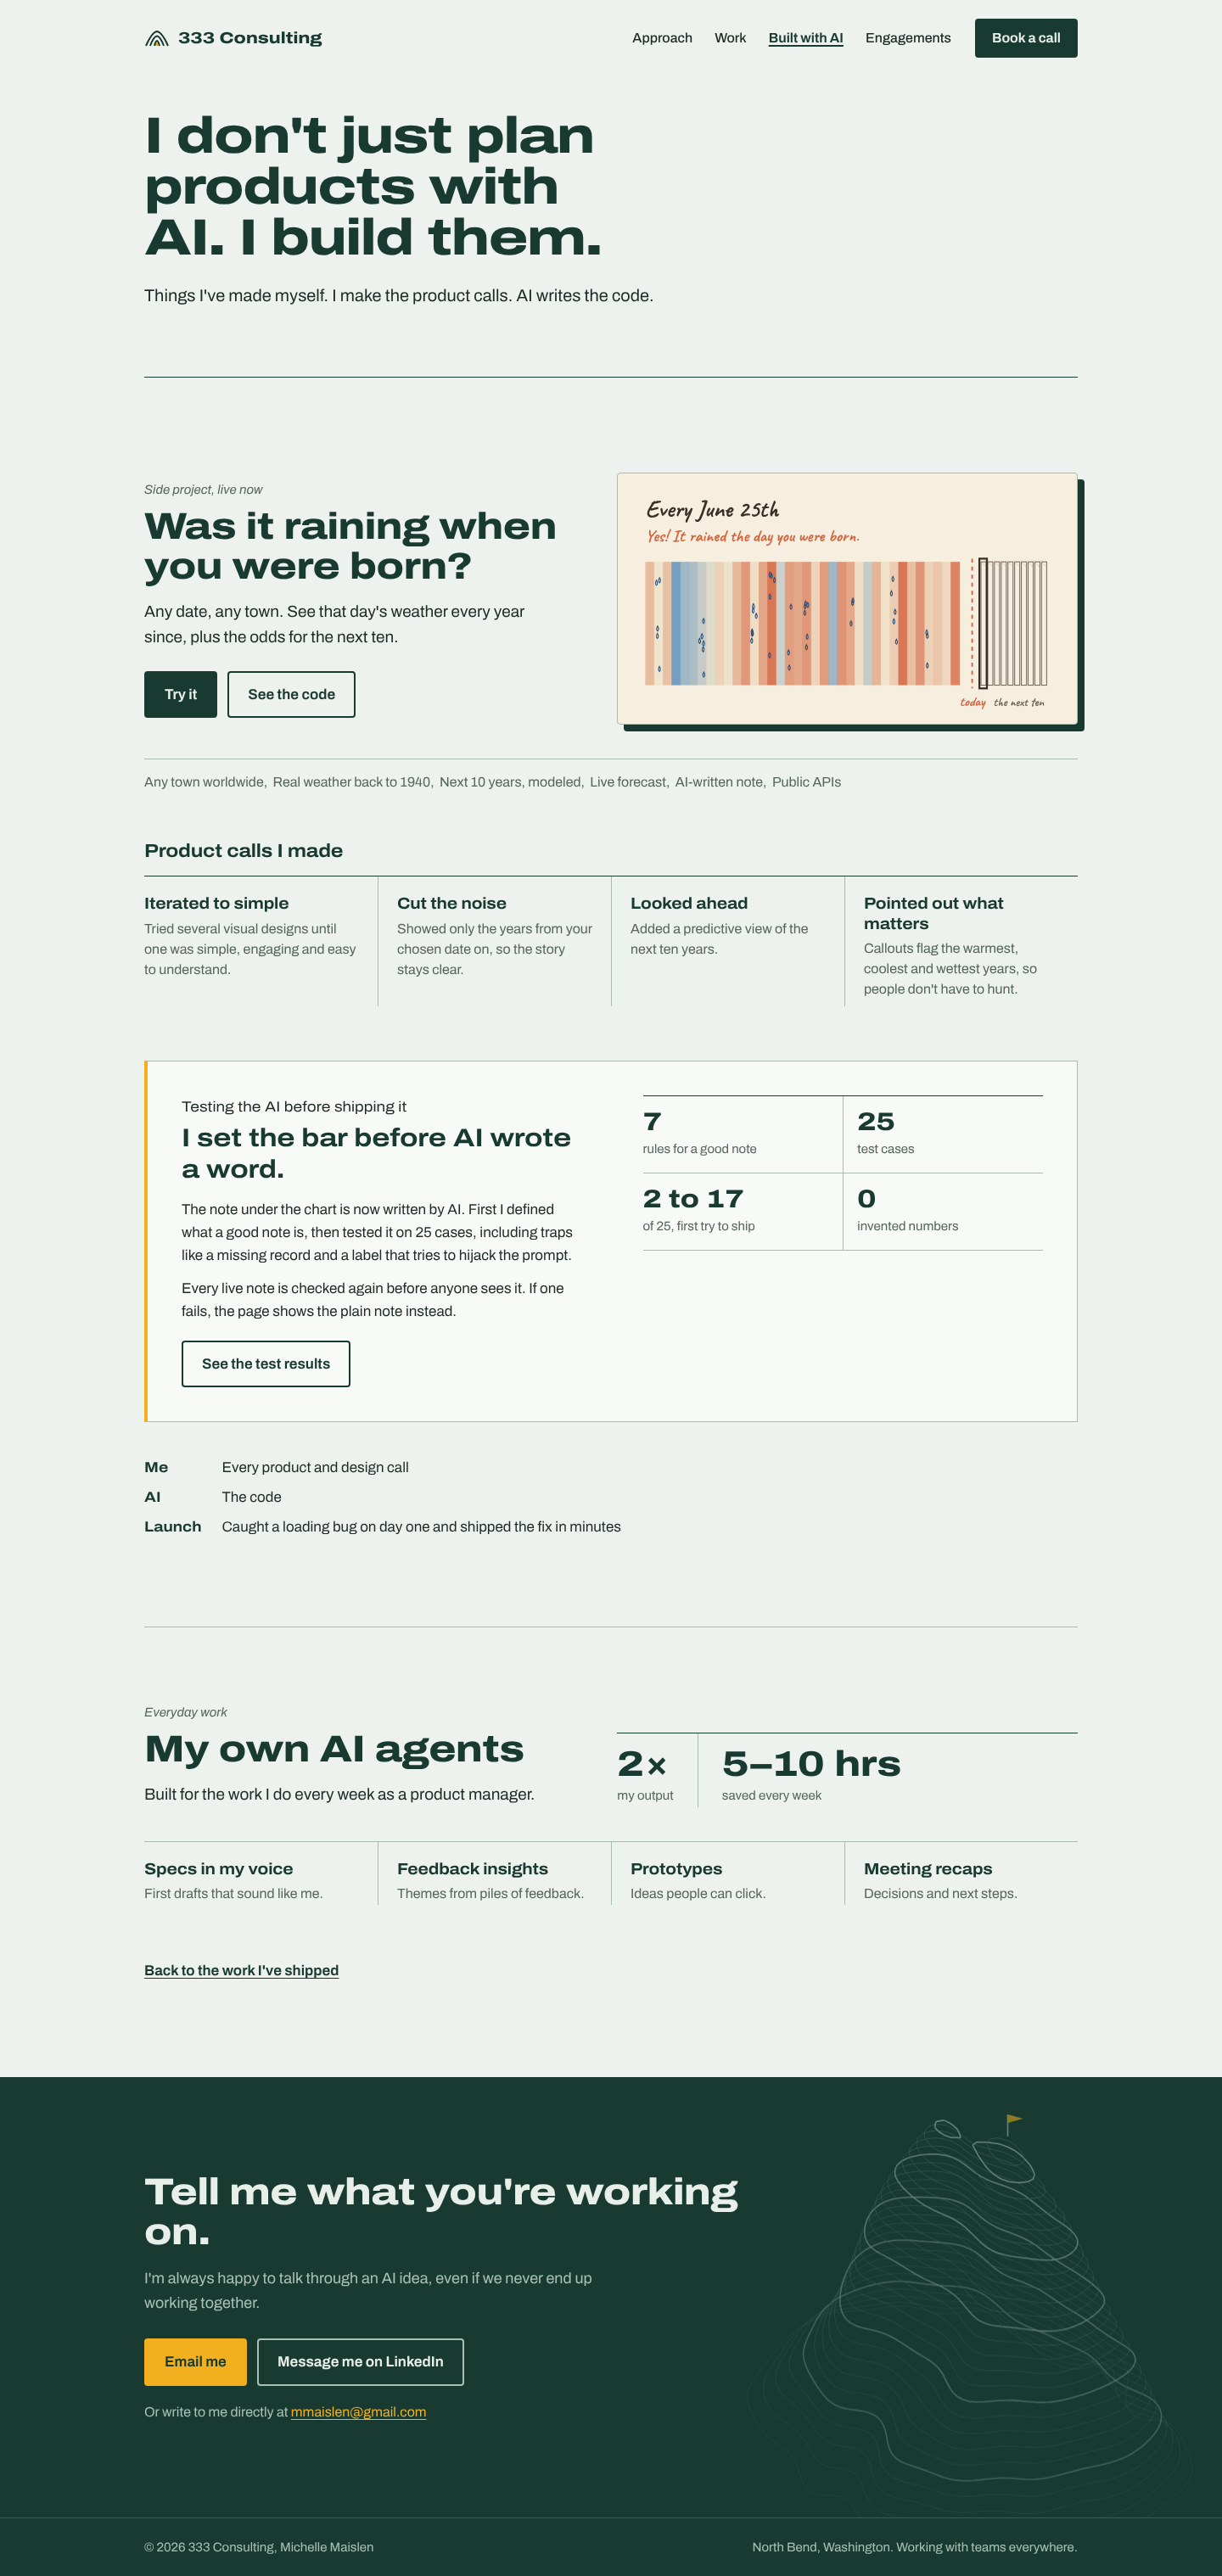 333 Consulting
Approach
Work
Built with AI
Engagements
Book a call
I don't just plan
products with
AI. I build them.
Things I've made myself. I make the product calls. AI writes the code.
Side project, live now
Was it raining when
you were born?
Any date, any town. See that day's weather every year
since, plus the odds for the next ten.
Try it
See the code
Every June 25th
Yes! It rained the day you were born.
today
the next ten
Any town worldwide, Real weather back to 1940, Next 10 years, modeled, Live forecast, AI-written note, Public APIs
Product calls I made
Iterated to simple
Tried several visual designs until
one was simple, engaging and easy
to understand.
Cut the noise
Showed only the years from your
chosen date on, so the story
stays clear.
Looked ahead
Added a predictive view of the
next ten years.
Pointed out what
matters
Callouts flag the warmest,
coolest and wettest years, so
people don't have to hunt.
Testing the AI before shipping it
I set the bar before AI wrote
a word.
The note under the chart is now written by AI. First I defined
what a good note is, then tested it on 25 cases, including traps
like a missing record and a label that tries to hijack the prompt.
Every live note is checked again before anyone sees it. If one
fails, the page shows the plain note instead.
See the test results
7
rules for a good note
25
test cases
2 to 17
of 25, first try to ship
0
invented numbers
Me Every product and design call
AI The code
Launch Caught a loading bug on day one and shipped the fix in minutes
Everyday work
My own AI agents
Built for the work I do every week as a product manager.
2×
my output
5–10 hrs
saved every week
Specs in my voice
First drafts that sound like me.
Feedback insights
Themes from piles of feedback.
Prototypes
Ideas people can click.
Meeting recaps
Decisions and next steps.
Back to the work I've shipped
Tell me what you're working
on.
I'm always happy to talk through an AI idea, even if we never end up
working together.
Email me
Message me on LinkedIn
Or write to me directly at mmaislen@gmail.com
© 2026 333 Consulting, Michelle Maislen
North Bend, Washington. Working with teams everywhere.